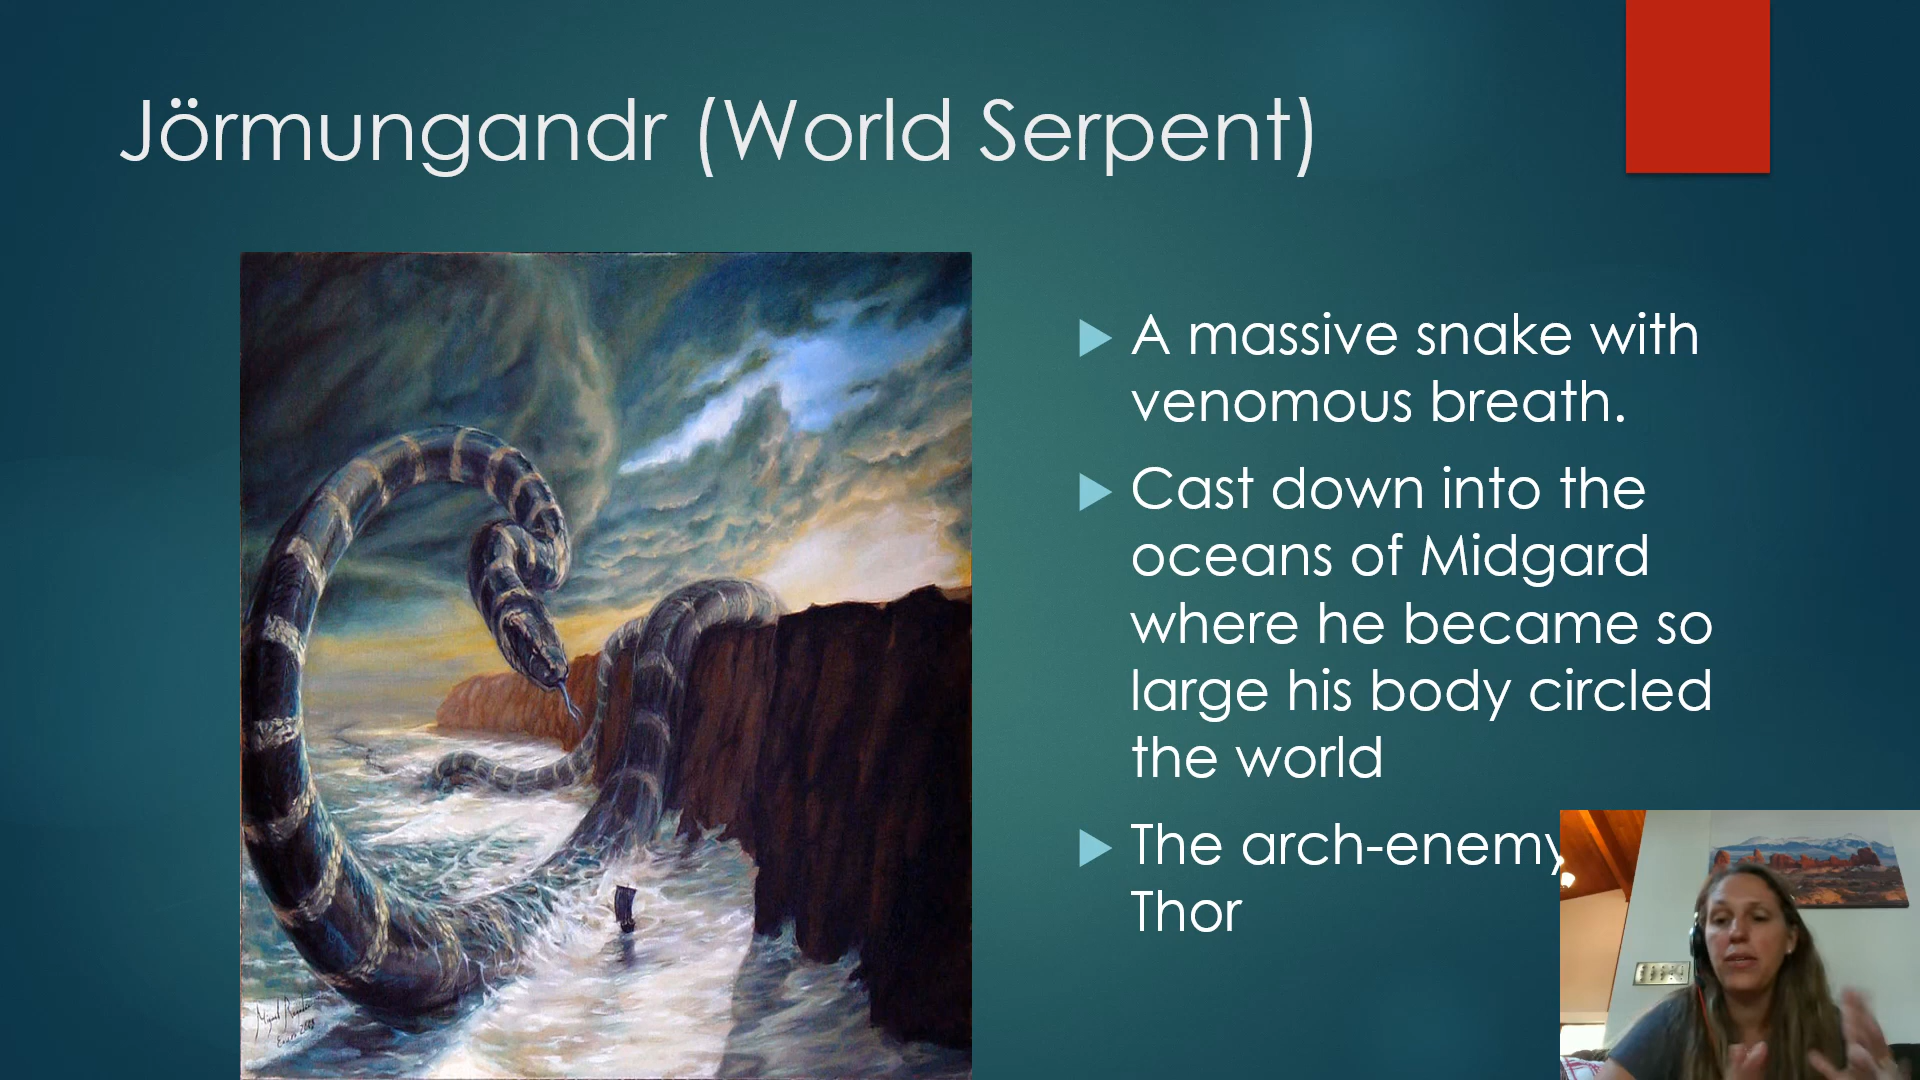 Jörmungandr (World Serpent)
A massive snake with
venomous breath.
Cast down into the
oceans of Midgard
where he became so
large his body circled
the world
The arch-enemy
Thor